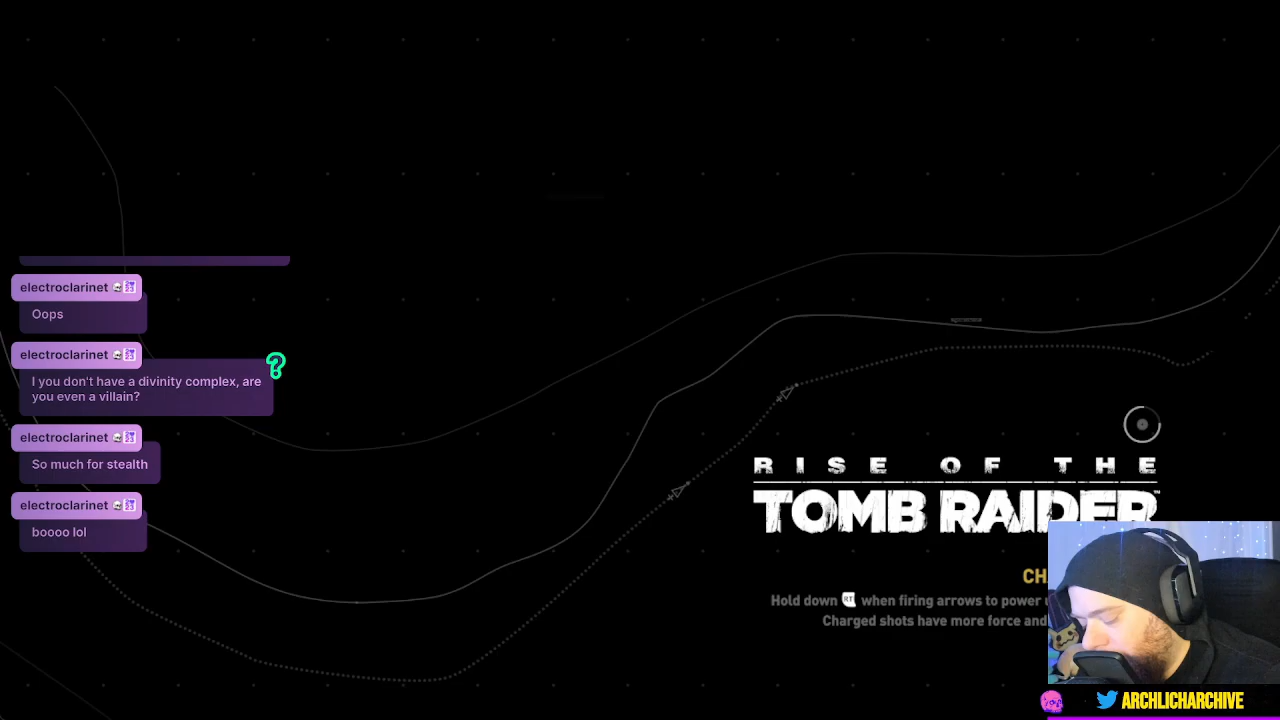 electroclarinet
Oops
electroclarinet
I you don't have a divinity complex, are
you even a villain?
electroclarinet
So much for stealth
electroclarinet
boooo lol
RISE OF THE
TOMB RAIDER
Hold down RT when firing arrows to power
Charged shots have more force and
ARCHLICHARCHIVE